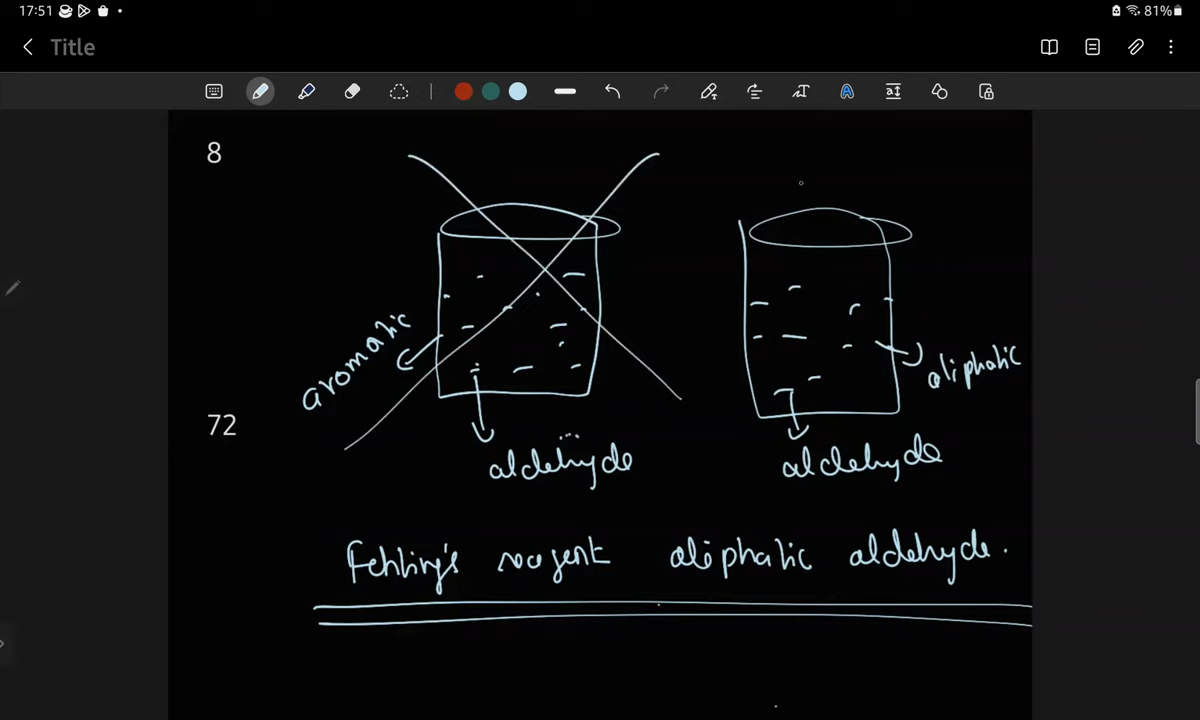 17:51
81%
Title
8
aromatic
aliphatic
72
aldehyde
aldehyde
Fehling's reagent aliphatic aldehyde.